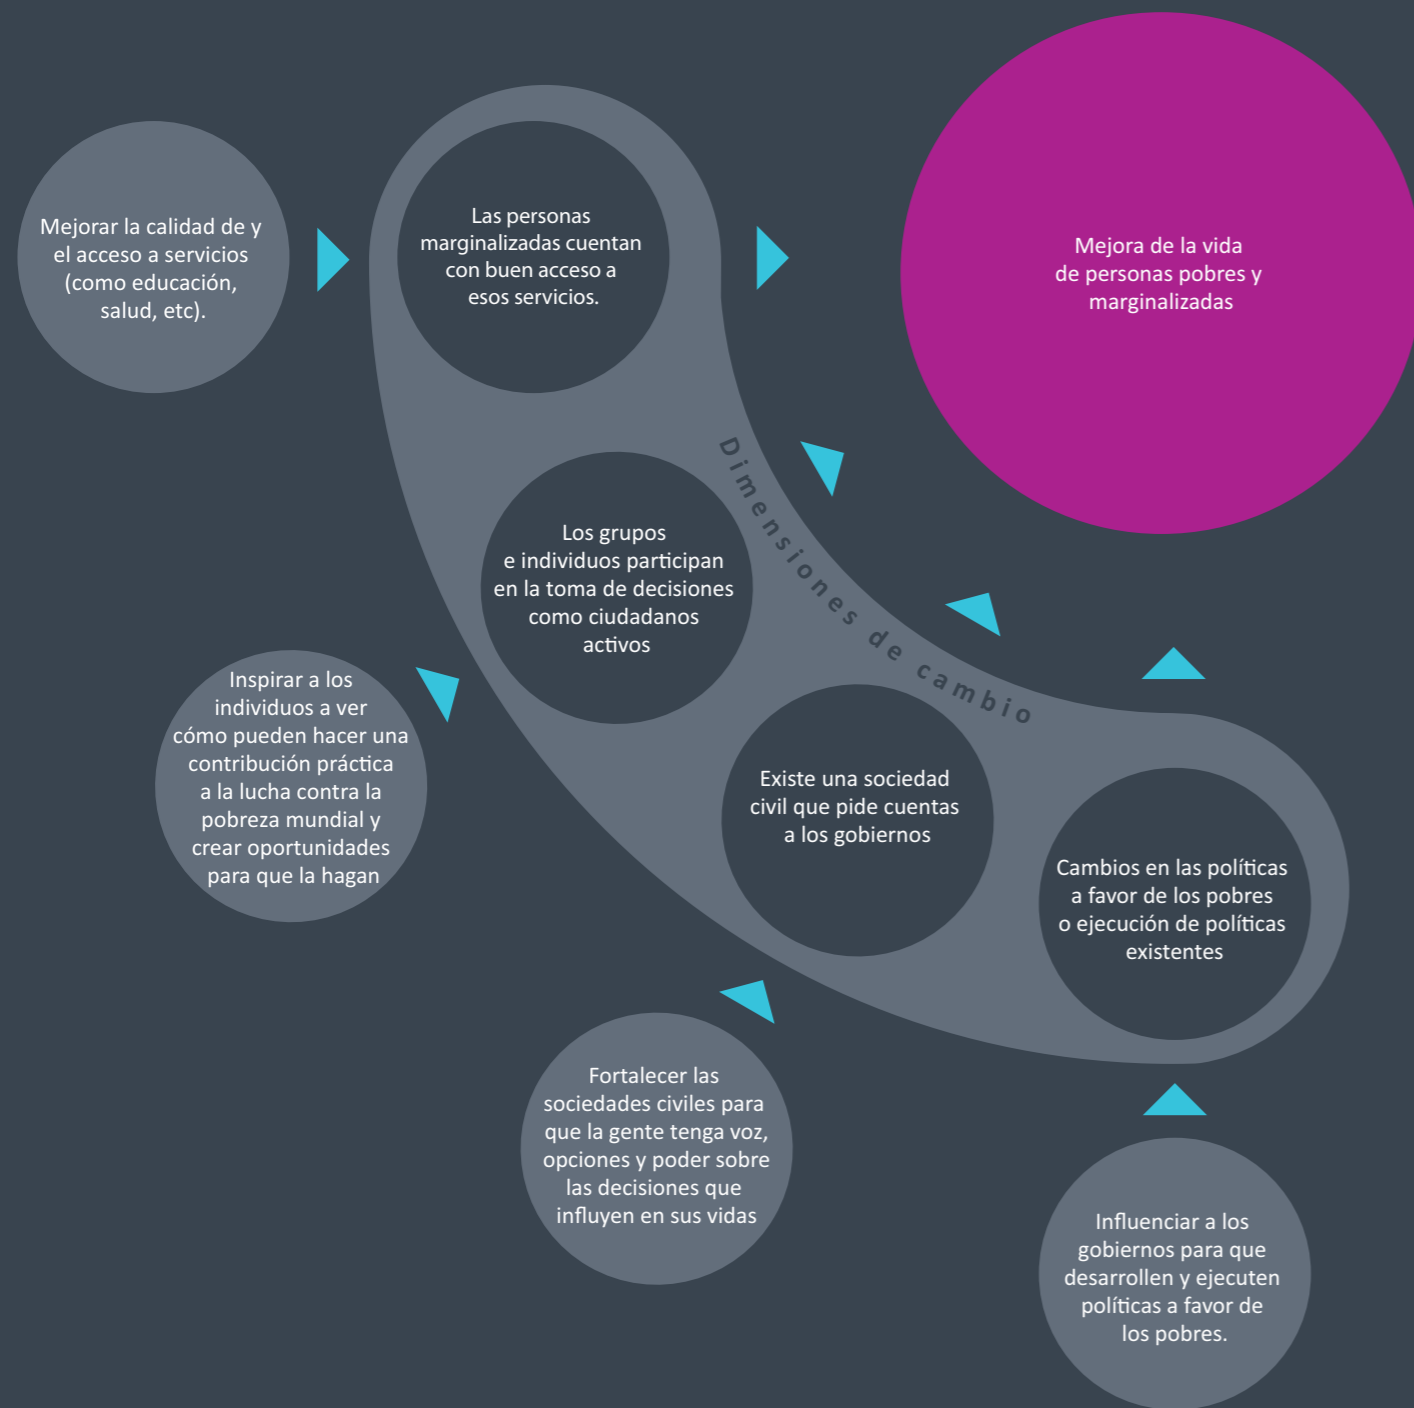 Mejorar la calidad de y
el acceso a servicios
(como educación,
salud, etc).
Las personas
marginalizadas cuentan
con buen acceso a
esos servicios.
Mejora de la vida
de personas pobres y
marginalizadas
Dimensiones de cambio
Los grupos
e individuos participan
en la toma de decisiones
como ciudadanos
activos
Inspirar a los
individuos a ver
cómo pueden hacer una
contribución práctica
a la lucha contra la
pobreza mundial y
crear oportunidades
para que la hagan
Existe una sociedad
civil que pide cuentas
a los gobiernos
Cambios en las políticas
a favor de los pobres
o ejecución de políticas
existentes
Fortalecer las
sociedades civiles para
que la gente tenga voz,
opciones y poder sobre
las decisiones que
influyen en sus vidas
Influenciar a los
gobiernos para que
desarrollen y ejecuten
políticas a favor de
los pobres.